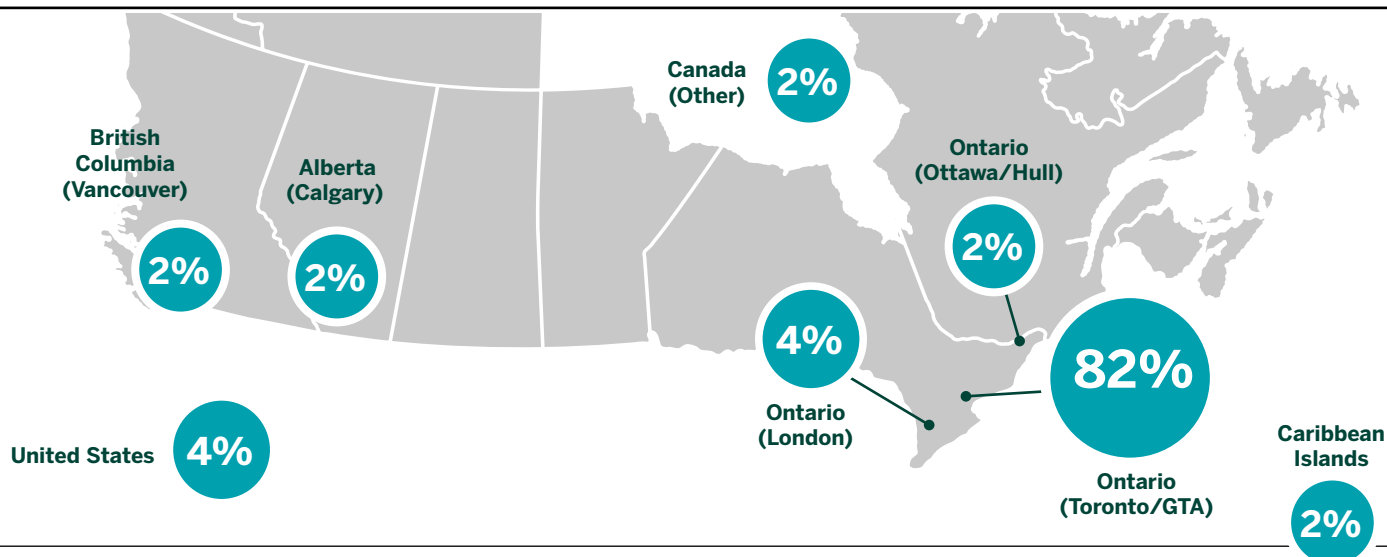 Canada
(Other)
2%
British
Columbia
(Vancouver)
2%
Alberta
(Calgary)
2%
Ontario
(Ottawa/Hull)
2%
4%
Ontario
(London)
82%
Ontario
(Toronto/GTA)
United States
4%
Caribbean
Islands
2%